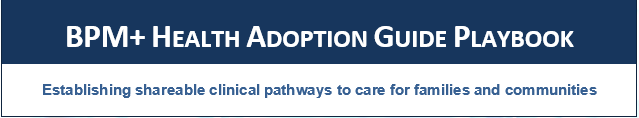 BPM+ Health Adoption Guide Playbook
Establishing shareable clinical pathways to care for families and communities